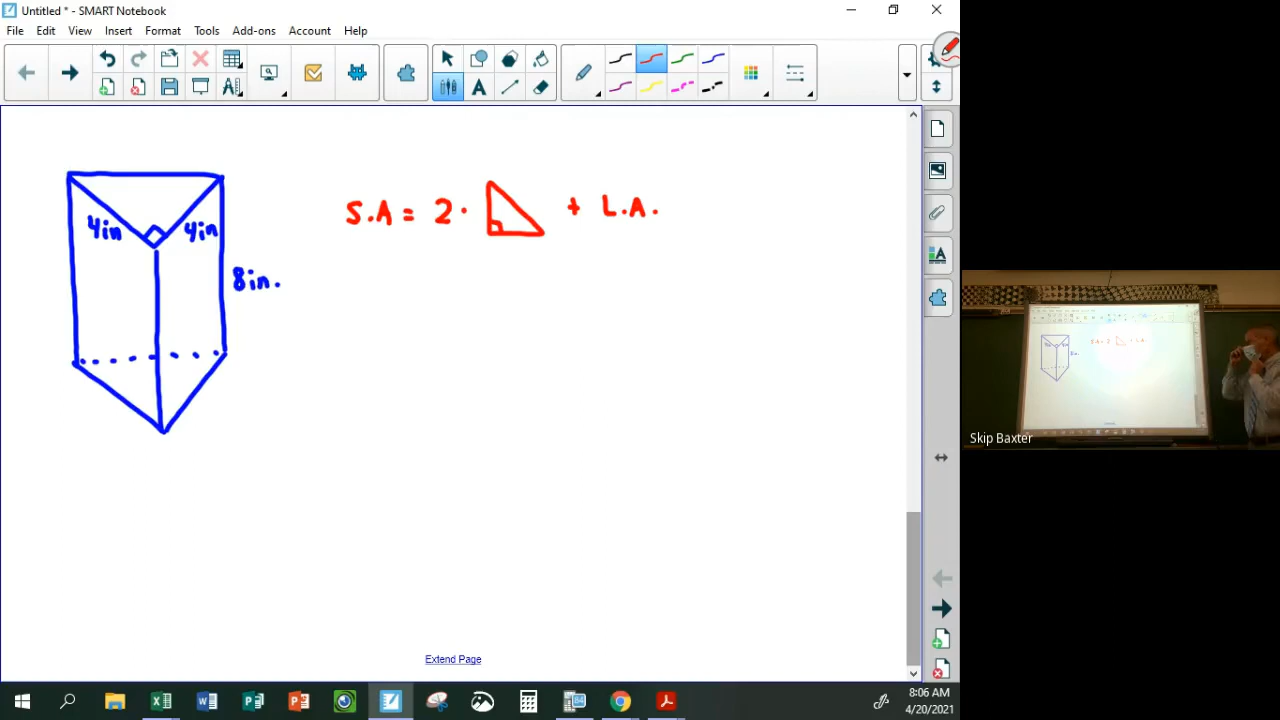 Untitled * - SMART Notebook
File Edit View Insert Format Tools Add-ons Account Help
S.A = 2 · + L.A.
4in 4in
8in.
Skip Baxter
Extend Page
8:06 AM
4/20/2021